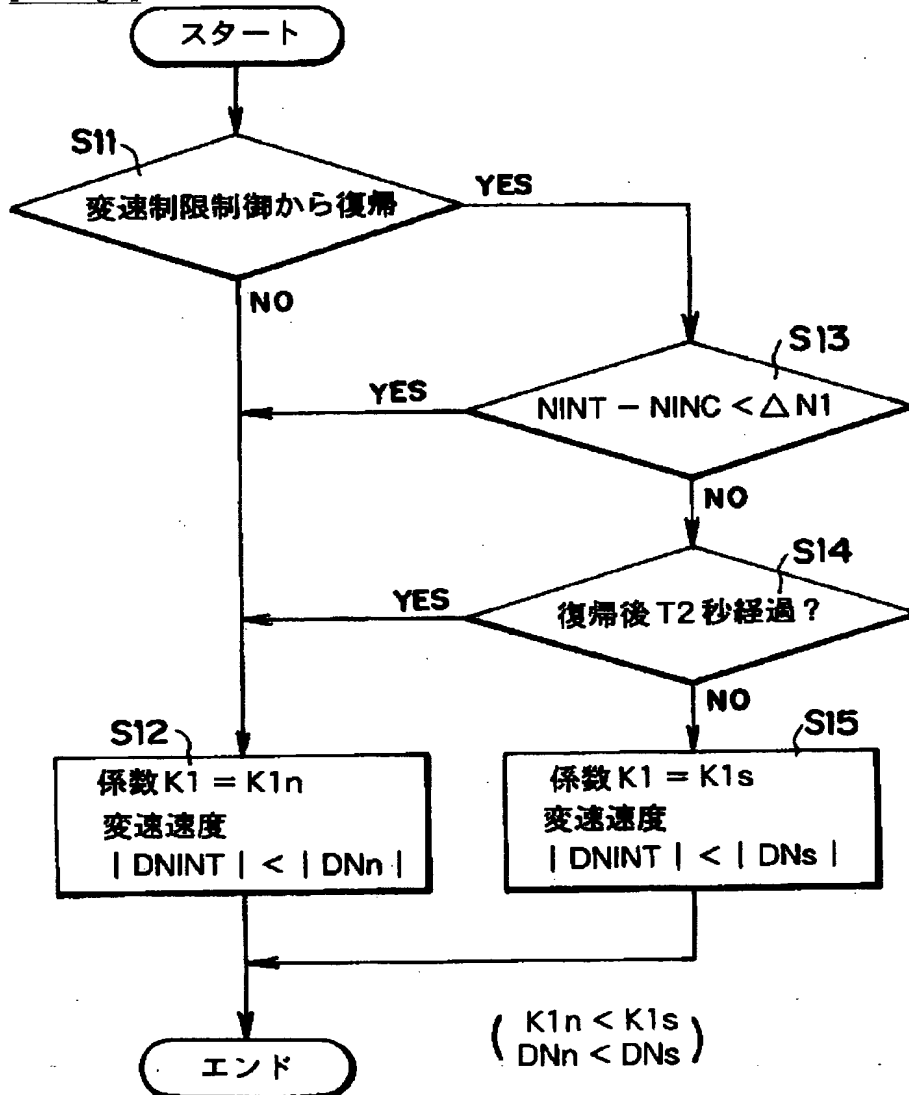 スタート
S11
変速制限制御から復帰
YES
NO
S13
NINT - NINC < △N1
YES
NO
S14
復帰後T2秒経過?
YES
NO
S12
係数K1 = K1n
変速速度
| DNINT | < | DNn |
S15
係数K1 = K1s
変速速度
| DNINT | < | DNs |
( K1n < K1s
DNn < DNs )
エンド